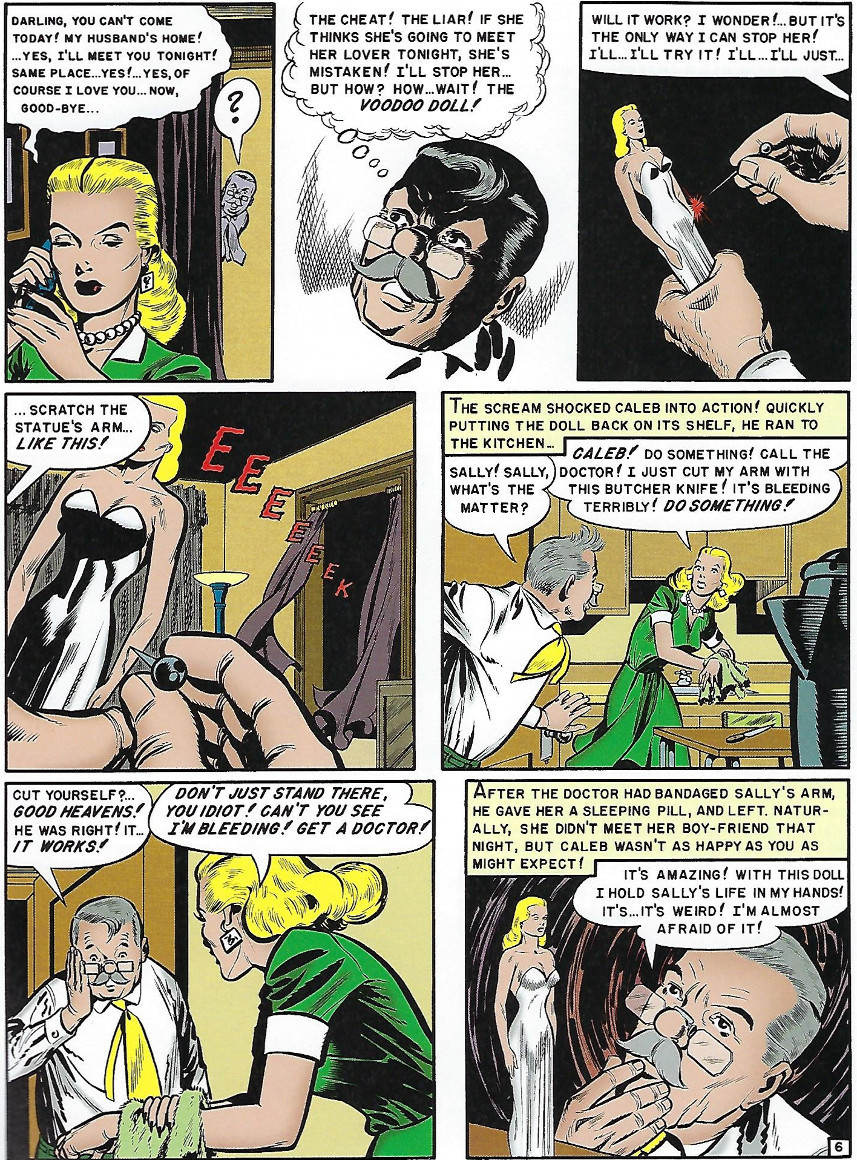 DARLING, YOU CAN'T COME
TODAY! MY HUSBAND'S HOME!
...YES, I'LL MEET YOU TONIGHT!
SAME PLACE...YES!...YES, OF
COURSE I LOVE YOU...NOW,
GOOD-BYE...
?
THE CHEAT! THE LIAR! IF SHE
THINKS SHE'S GOING TO MEET
HER LOVER TONIGHT, SHE'S
MISTAKEN! I'LL STOP HER...
BUT HOW? HOW...WAIT! THE
VOODOO DOLL!
WILL IT WORK? I WONDER!...BUT IT'S
THE ONLY WAY I CAN STOP HER!
I'LL...I'LL TRY IT! I'LL...I'LL JUST...
... SCRATCH THE
STATUE'S ARM...
LIKE THIS!
EEEEEEEK
THE SCREAM SHOCKED CALEB INTO ACTION! QUICKLY
PUTTING THE DOLL BACK ON ITS SHELF, HE RAN TO
THE KITCHEN...
SALLY! SALLY,
WHAT'S THE
MATTER?
CALEB! DO SOMETHING! CALL THE
DOCTOR! I JUST CUT MY ARM WITH
THIS BUTCHER KNIFE! IT'S BLEEDING
TERRIBLY! DO SOMETHING!
CUT YOURSELF?...
GOOD HEAVENS!
HE WAS RIGHT! IT...
IT WORKS!
DON'T JUST STAND THERE,
YOU IDIOT! CAN'T YOU SEE
I'M BLEEDING! GET A DOCTOR!
AFTER THE DOCTOR HAD BANDAGED SALLY'S ARM,
HE GAVE HER A SLEEPING PILL, AND LEFT. NATUR-
ALLY, SHE DIDN'T MEET HER BOY-FRIEND THAT
NIGHT, BUT CALEB WASN'T AS HAPPY AS YOU AS
MIGHT EXPECT!
IT'S AMAZING! WITH THIS DOLL
I HOLD SALLY'S LIFE IN MY HANDS!
IT'S...IT'S WEIRD! I'M ALMOST
AFRAID OF IT!
6